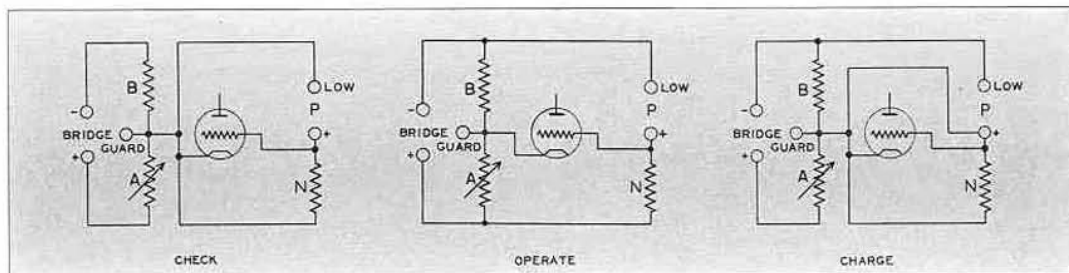 B
-
BRIDGE
GUARD
+
A
LOW
P
+
N
CHECK
B
-
BRIDGE
GUARD
+
A
LOW
P
+
N
OPERATE
B
-
BRIDGE
GUARD
+
A
LOW
P
+
N
CHARGE